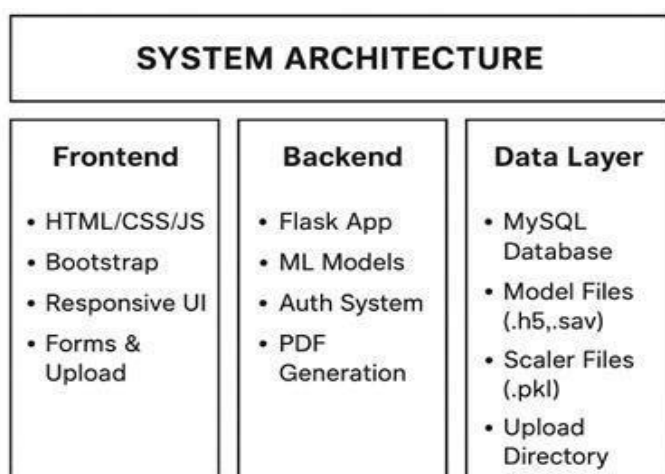 SYSTEM ARCHITECTURE
Frontend
• HTML/CSS/JS
• Bootstrap
• Responsive UI
• Forms &
Upload
Backend
• Flask App
• ML Models
• Auth System
• PDF
Generation
Data Layer
• MySQL
Database
• Model Files
(.h5,.sav)
• Scaler Files
(.pkl)
• Upload
Directory